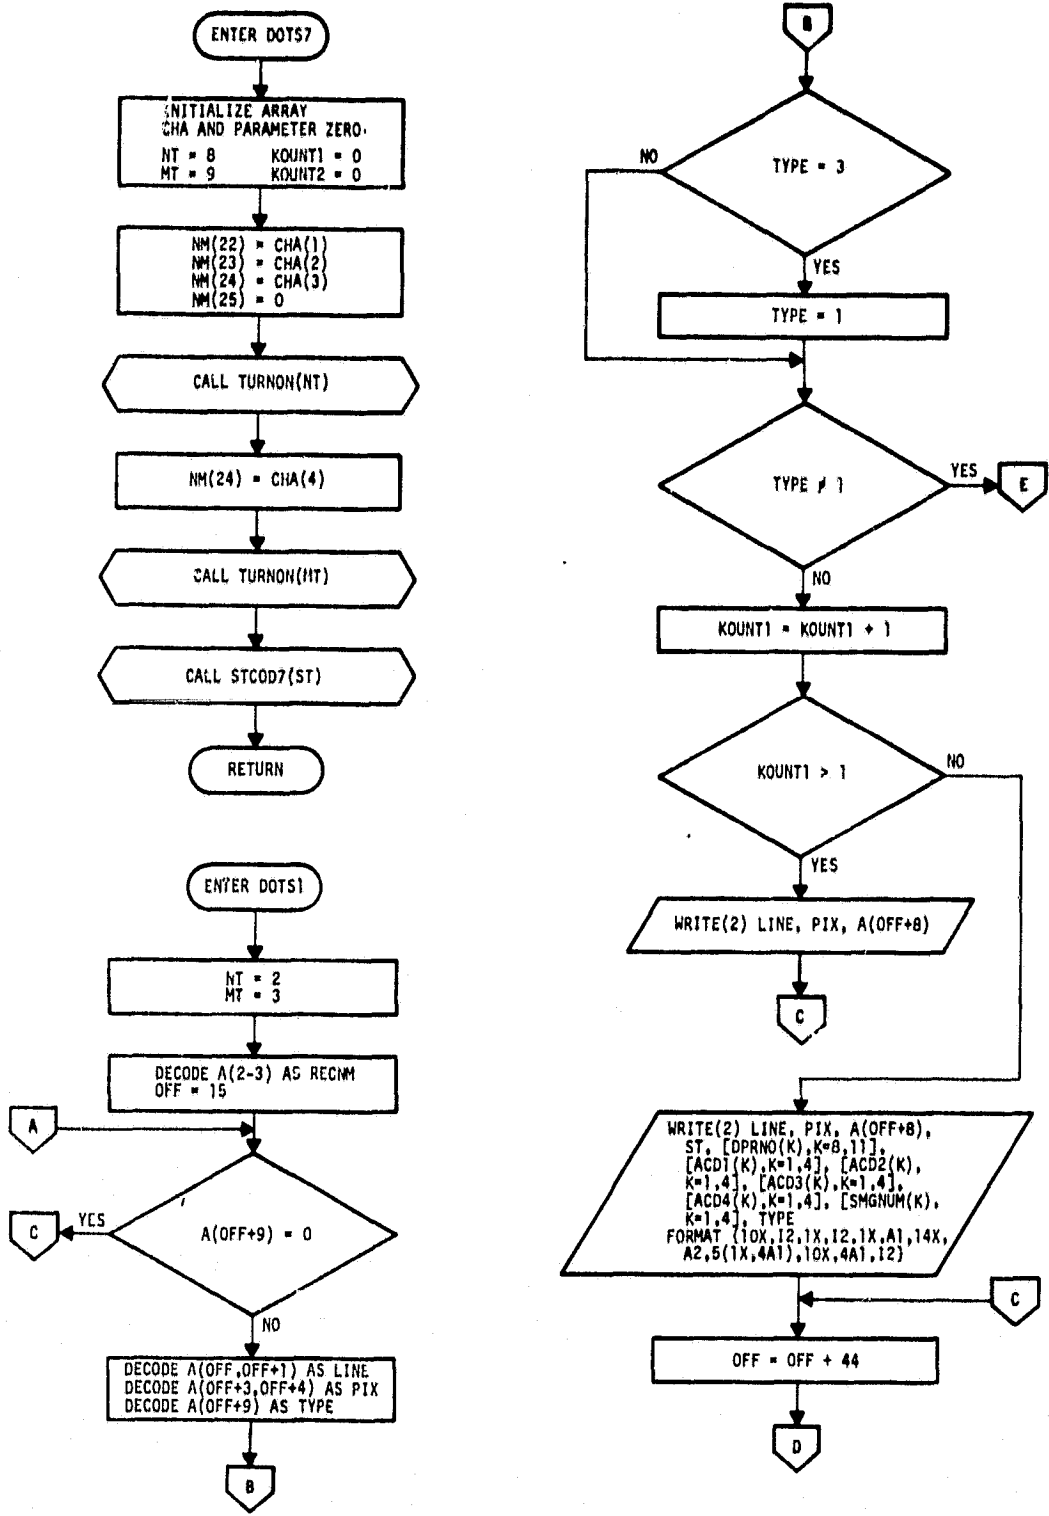 ENTER DOTS7
INITIALIZE ARRAY
CHA AND PARAMETER ZERO.
NT = 8 KOUNT1 = 0
MT = 9 KOUNT2 = 0
NM(22) = CHA(1)
NM(23) = CHA(2)
NM(24) = CHA(3)
NM(25) = 0
CALL TURNON(NT)
NM(24) = CHA(4)
CALL TURNON(MT)
CALL STCOD7(ST)
RETURN
ENTER DOTS1
NT = 2
MT = 3
DECODE A(2-3) AS RECNM
OFF = 15
A
YES
C
A(OFF+9) = 0
NO
DECODE A(OFF,OFF+1) AS LINE
DECODE A(OFF+3,OFF+4) AS PIX
DECODE A(OFF+9) AS TYPE
B
B
NO
TYPE = 3
YES
TYPE = 1
TYPE ≠ 1
YES
E
NO
KOUNT1 = KOUNT1 + 1
KOUNT1 > 1
NO
YES
WRITE(2) LINE, PIX, A(OFF+8)
C
WRITE(2) LINE, PIX, A(OFF+8),
ST, [DPRNO(K),K=8,11],
[ACD1(K),K=1,4], [ACD2(K),
K=1,4], [ACD3(K),K=1,4],
[ACD4(K),K=1,4], [SMGNUM(K),
K=1,4], TYPE
FORMAT (10X,I2,1X,I2,1X,A1,14X,
A2,5(1X,4A1),10X,4A1,I2)
C
OFF = OFF + 44
D